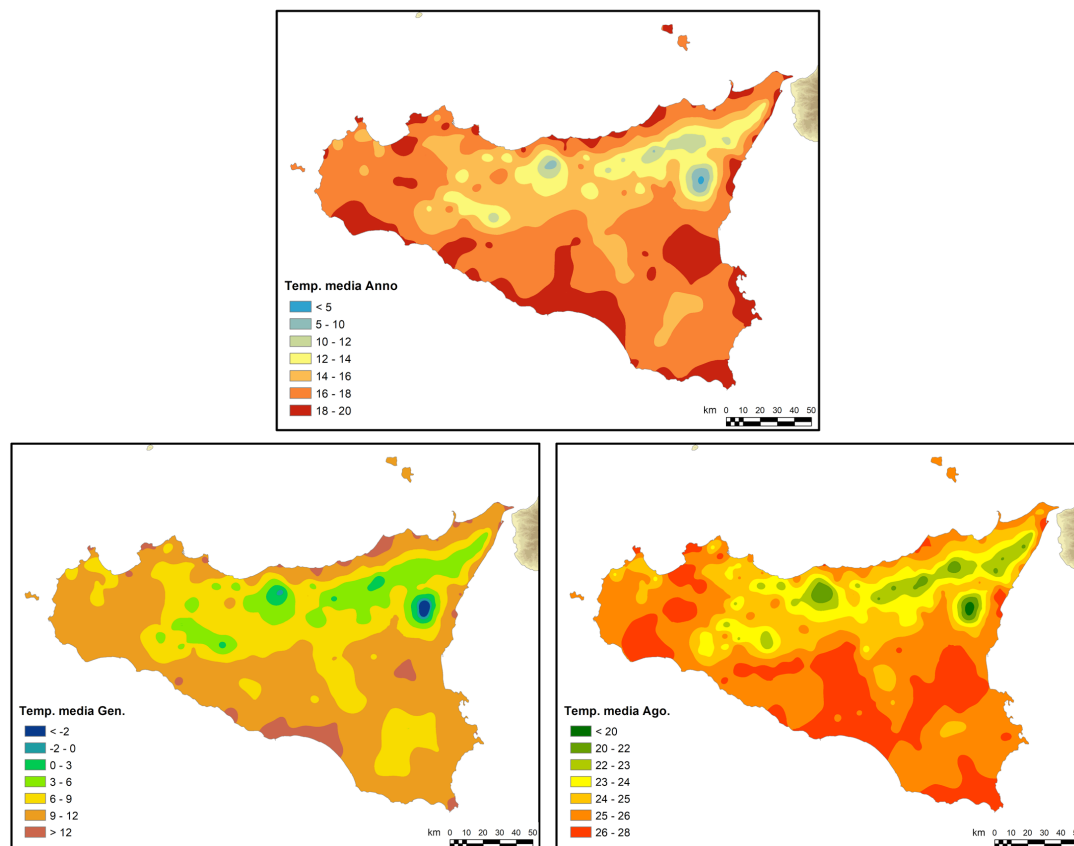 Temp. media Anno
< 5
5 - 10
10 - 12
12 - 14
14 - 16
16 - 18
18 - 20
km 0 10 20 30 40 50
Temp. media Gen.
< -2
-2 - 0
0 - 3
3 - 6
6 - 9
9 - 12
> 12
km 0 10 20 30 40 50
Temp. media Ago.
< 20
20 - 22
22 - 23
23 - 24
24 - 25
25 - 26
26 - 28
km 0 10 20 30 40 50